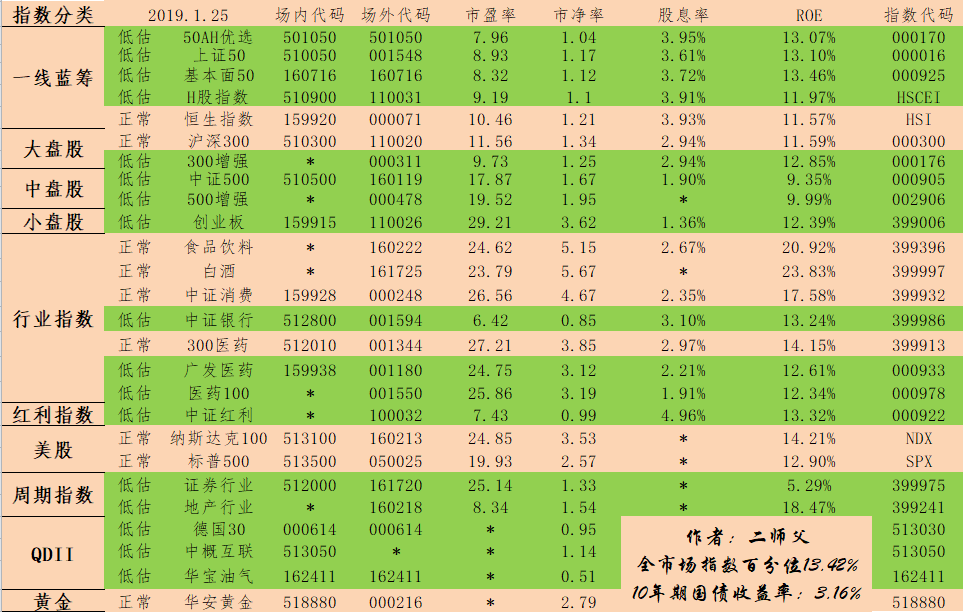 指数分类 2019.1.25 场内代码 场外代码 市盈率 市净率 股息率 ROE 指数代码
一线蓝筹
低估 50AH优选 501050 501050 7.96 1.04 3.95% 13.07% 000170
低估 上证50 510050 001548 8.93 1.17 3.61% 13.10% 000016
低估 基本面50 160716 160716 8.32 1.12 3.72% 13.46% 000925
低估 H股指数 510900 110031 9.19 1.1 3.91% 11.97% HSCEI
正常 恒生指数 159920 000071 10.46 1.21 3.93% 11.57% HSI
大盘股
正常 沪深300 510300 110020 11.56 1.34 2.94% 11.59% 000300
低估 300增强 * 000311 9.73 1.25 2.94% 12.85% 000176
中盘股
低估 中证500 510500 160119 17.87 1.67 1.90% 9.35% 000905
低估 500增强 * 000478 19.52 1.95 * 9.99% 002906
小盘股 低估 创业板 159915 110026 29.21 3.62 1.36% 12.39% 399006
行业指数
正常 食品饮料 * 160222 24.62 5.15 2.67% 20.92% 399396
正常 白酒 * 161725 23.79 5.67 * 23.83% 399997
正常 中证消费 159928 000248 26.56 4.67 2.35% 17.58% 399932
低估 中证银行 512800 001594 6.42 0.85 3.10% 13.24% 399986
正常 300医药 512010 001344 27.21 3.85 2.97% 14.15% 399913
低估 广发医药 159938 001180 24.75 3.12 2.21% 12.61% 000933
低估 医药100 * 001550 25.86 3.19 1.91% 12.34% 000978
红利指数 低估 中证红利 * 100032 7.43 0.99 4.96% 13.32% 000922
美股
正常 纳斯达克100 513100 160213 24.85 3.53 * 14.21% NDX
正常 标普500 513500 050025 19.93 2.57 * 12.90% SPX
周期指数
低估 证券行业 512000 161720 25.14 1.33 * 5.29% 399975
低估 地产行业 * 160218 8.34 1.54 * 18.47% 399241
QDII
低估 德国30 000614 000614 * 0.95 513030
低估 中概互联 513050 * * 1.14 513050
低估 华宝油气 162411 162411 * 0.51 162411
黄金 正常 华安黄金 518880 000216 * 2.79 518880
作者：二师父
全市场指数百分位13.42%
10年期国债收益率：3.16%